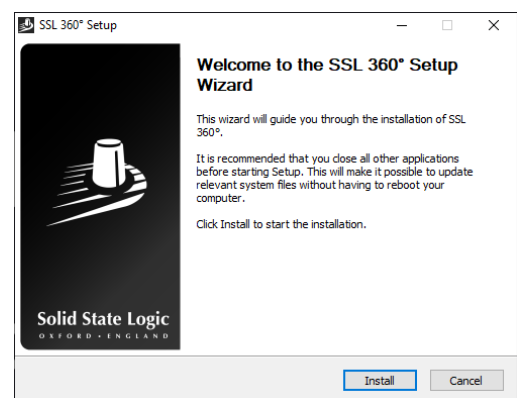 SSL 360° Setup
Welcome to the SSL 360° Setup
Wizard
This wizard will guide you through the installation of SSL
360°.
It is recommended that you close all other applications
before starting Setup. This will make it possible to update
relevant system files without having to reboot your
computer.
Click Install to start the installation.
Solid State Logic
OXFORD • ENGLAND
Install
Cancel